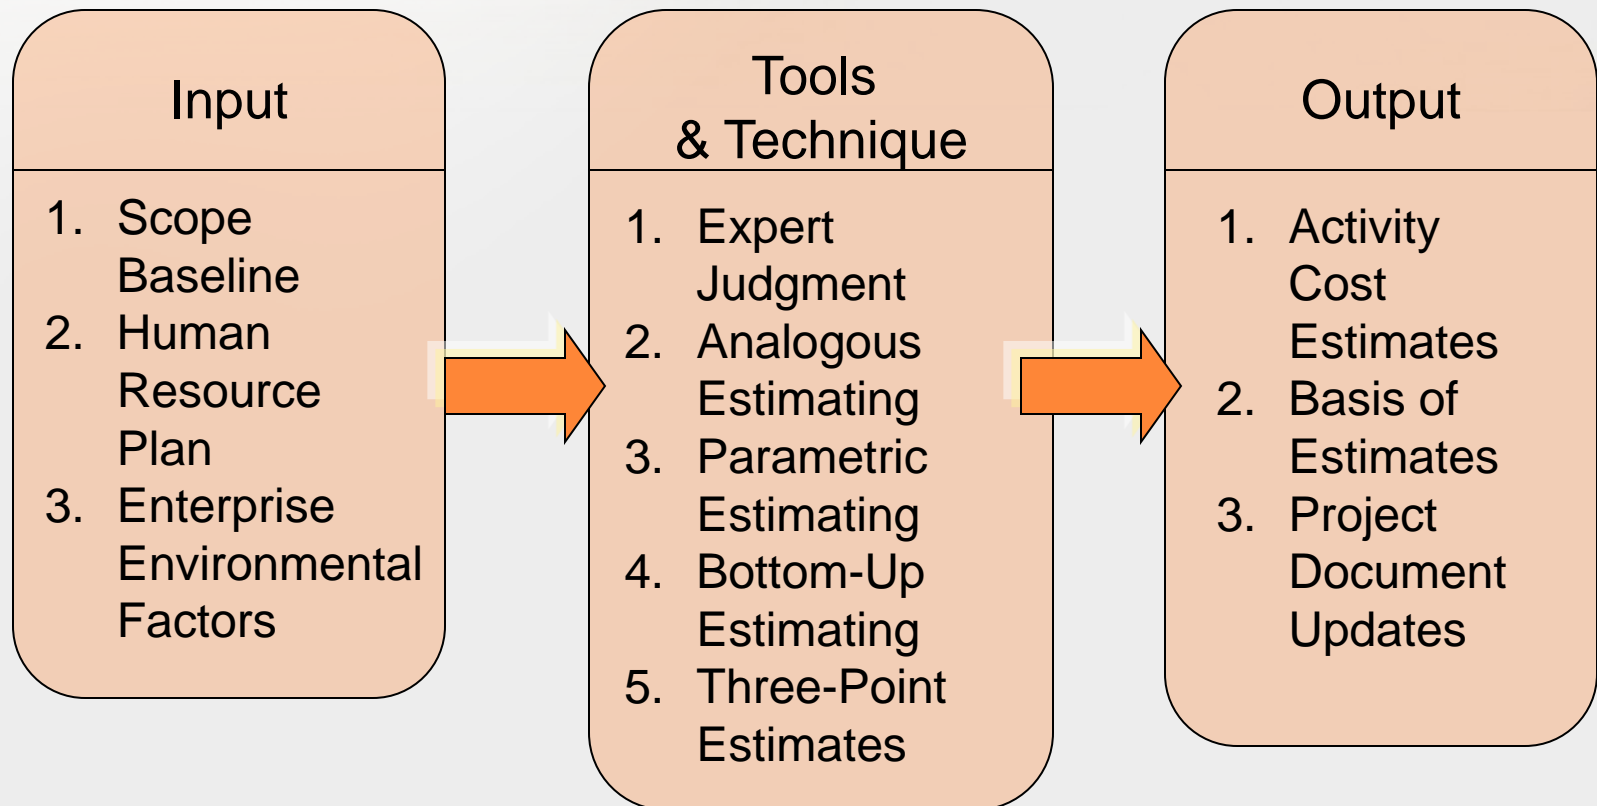 Input
1. Scope
Baseline
2. Human
Resource
Plan
3. Enterprise
Environmental
Factors
Tools
& Technique
1. Expert
Judgment
2. Analogous
Estimating
3. Parametric
Estimating
4. Bottom-Up
Estimating
5. Three-Point
Estimates
Output
1. Activity
Cost
Estimates
2. Basis of
Estimates
3. Project
Document
Updates